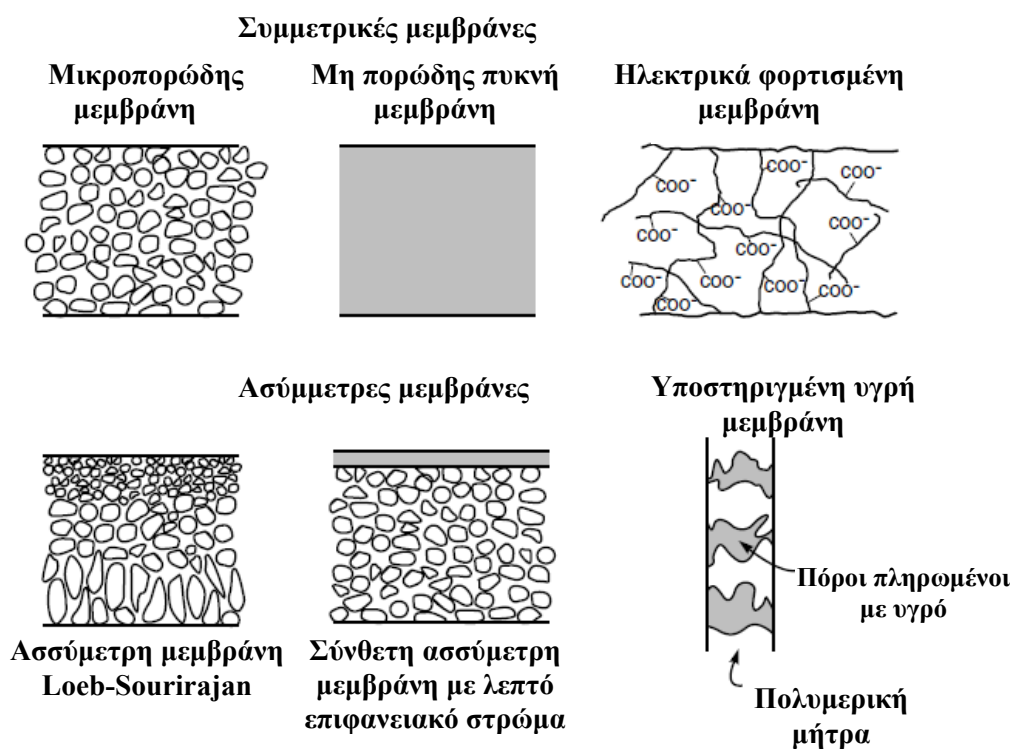 Συμμετρικές μεμβράνες
Μικροπορώδης
μεμβράνη
Μη πορώδης πυκνή
μεμβράνη
Ηλεκτρικά φορτισμένη
μεμβράνη
COO⁻
COO⁻
COO⁻
COO⁻
COO⁻
COO⁻
COO⁻
COO⁻
COO⁻
COO⁻
COO⁻
COO⁻
Ασύμμετρες μεμβράνες
Υποστηριγμένη υγρή
μεμβράνη
Πόροι πληρωμένοι
με υγρό
Πολυμερική
μήτρα
Ασσύμετρη μεμβράνη
Loeb-Sourirajan
Σύνθετη ασσύμετρη
μεμβράνη με λεπτό
επιφανειακό στρώμα